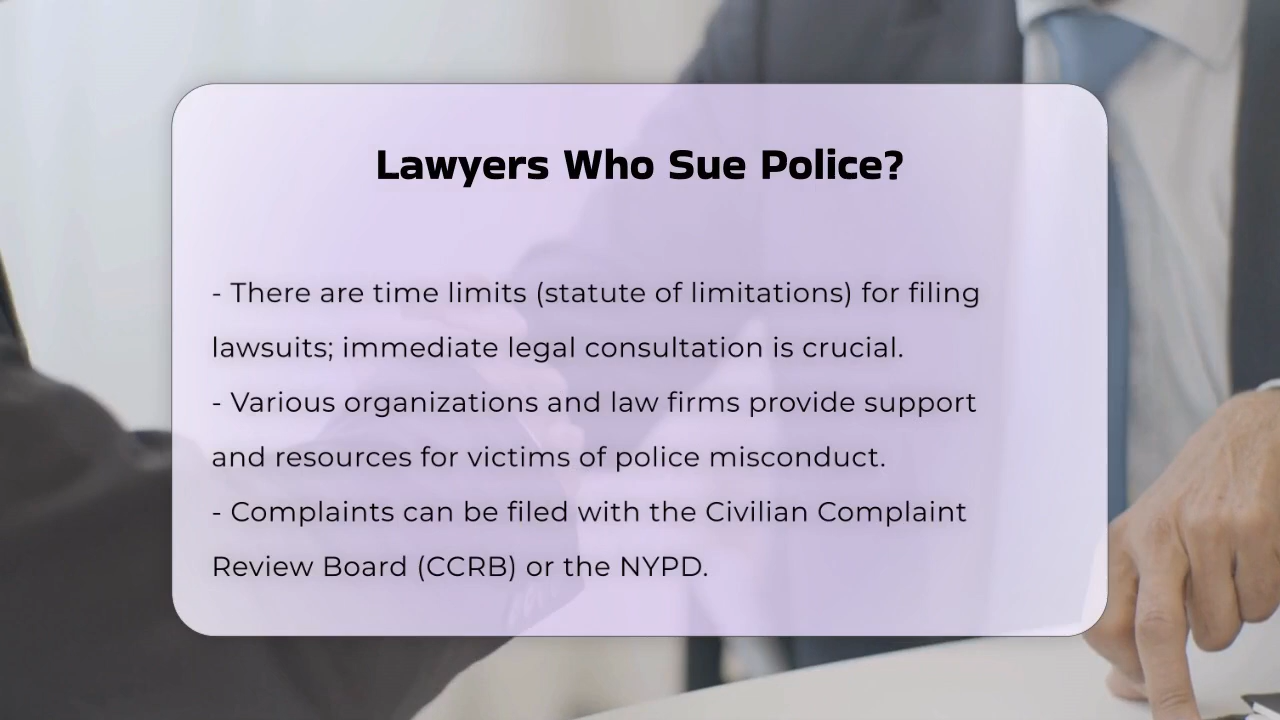 Lawyers Who Sue Police?
- There are time limits (statute of limitations) for filing
lawsuits; immediate legal consultation is crucial.
- Various organizations and law firms provide support
and resources for victims of police misconduct.
- Complaints can be filed with the Civilian Complaint
Review Board (CCRB) or the NYPD.